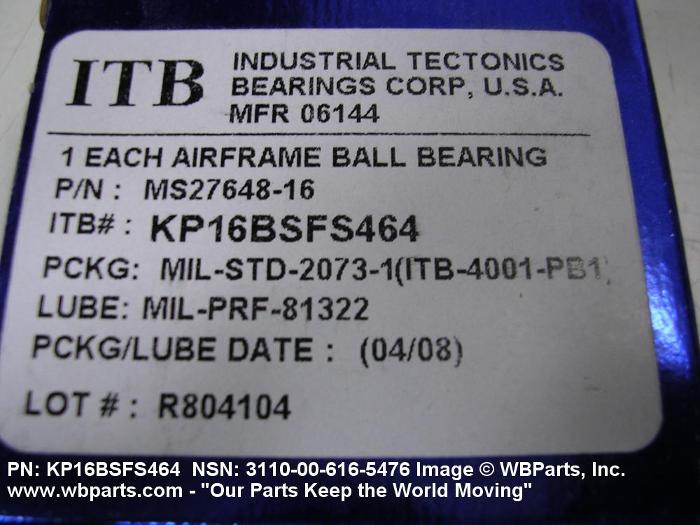 ITB INDUSTRIAL TECTONICS
BEARINGS CORP, U.S.A.
MFR 06144
1 EACH AIRFRAME BALL BEARING
P/N : MS27648-16
ITB# : KP16BSFS464
PCKG: MIL-STD-2073-1(ITB-4001-PB1)
LUBE: MIL-PRF-81322
PCKG/LUBE DATE : (04/08)
LOT # : R804104
PN: KP16BSFS464 NSN: 3110-00-616-5476 Image © WBParts, Inc.
www.wbparts.com - "Our Parts Keep the World Moving"